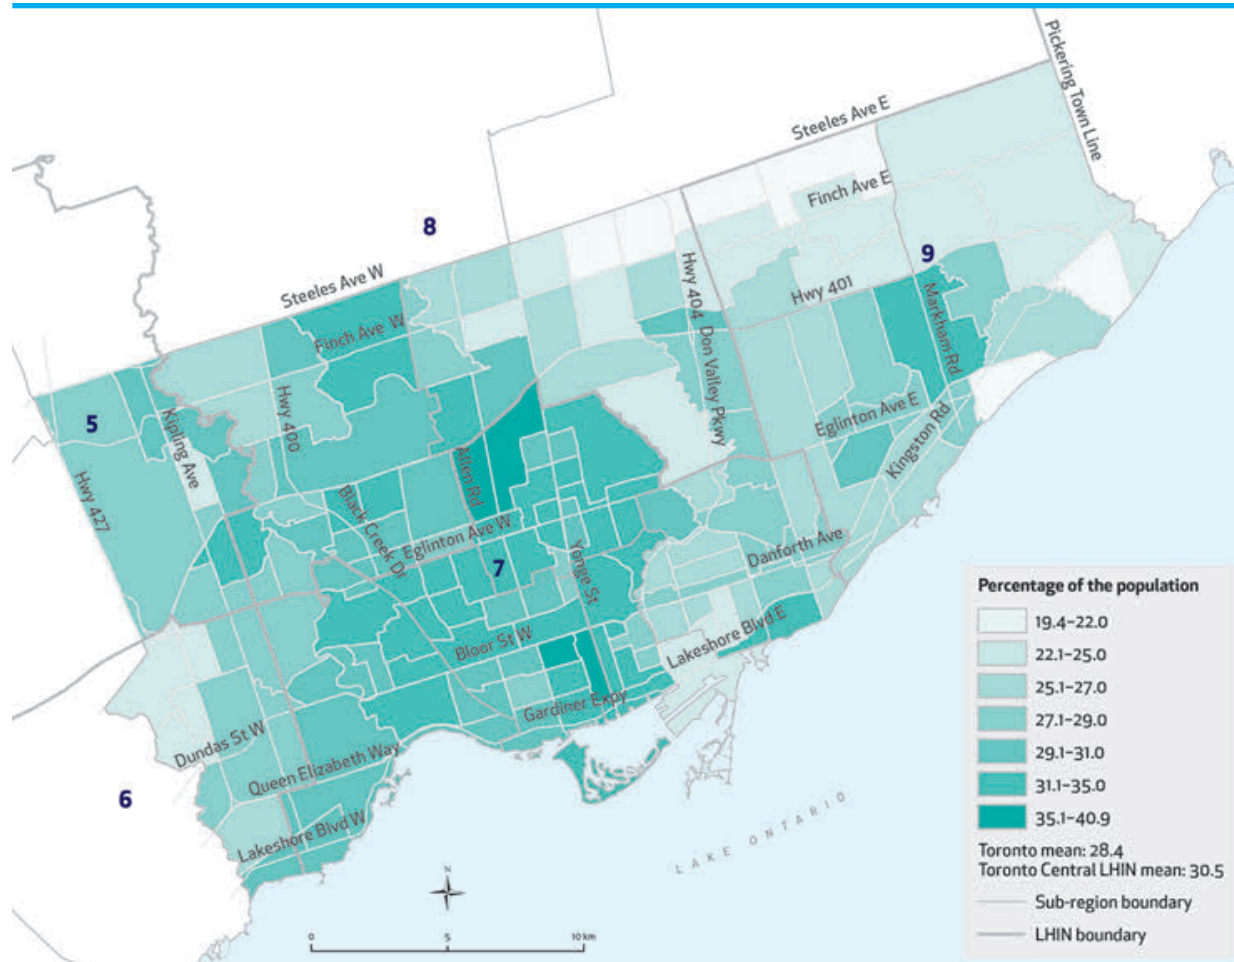 Pickering Town Line
Steeles Ave E
Finch Ave E
8
9
Steeles Ave W
Hwy 404
Hwy 401
Finch Ave W
Don Valley Pkwy
Markham Rd
5
Kipling Ave
Hwy 400
Eglinton Ave E
Kingston Rd
Hwy 427
Allen Rd
Black Creek Dr
Eglinton Ave W
7
Yonge St
Danforth Ave
Bloor St W
Lakeshore Blvd E
Gardiner Expy
Dundas St W
Queen Elizabeth Way
6
Lakeshore Blvd W
LAKE ONTARIO
N
0 5 10 km
Percentage of the population
19.4–22.0
22.1–25.0
25.1–27.0
27.1–29.0
29.1–31.0
31.1–35.0
35.1–40.9
Toronto mean: 28.4
Toronto Central LHIN mean: 30.5
Sub-region boundary
LHIN boundary